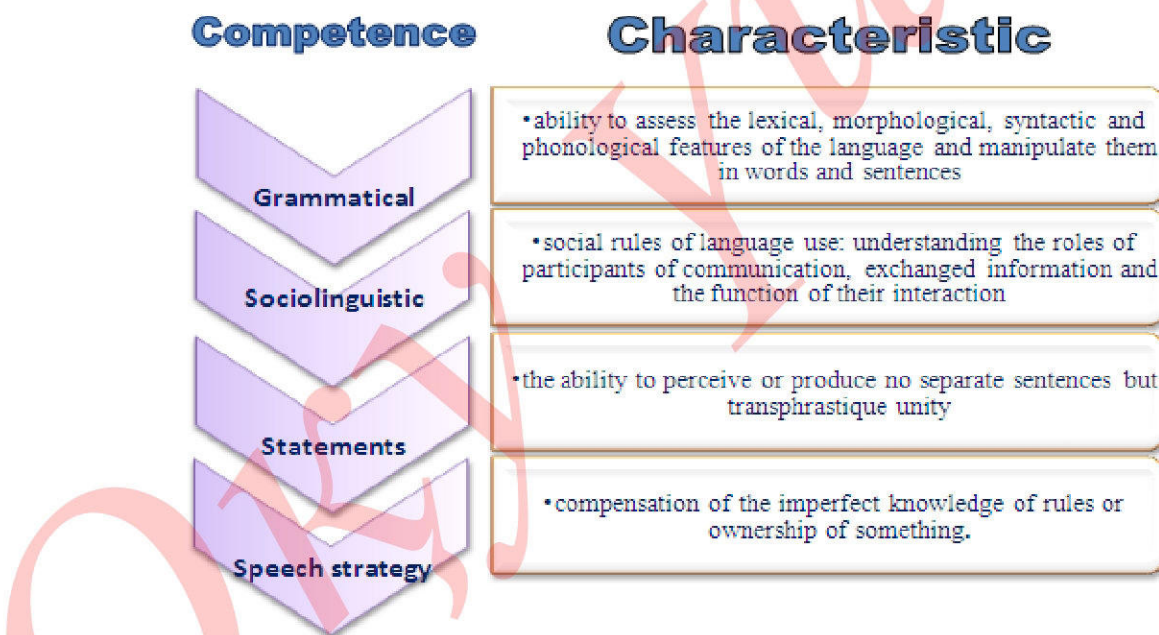 Competence
Characteristic
Grammatical
•ability to assess the lexical, morphological, syntactic and
phonological features of the language and manipulate them
in words and sentences
Sociolinguistic
•social rules of language use: understanding the roles of
participants of communication, exchanged information and
the function of their interaction
Statements
•the ability to perceive or produce no separate sentences but
transphrastique unity
Speech strategy
•compensation of the imperfect knowledge of rules or
ownership of something.